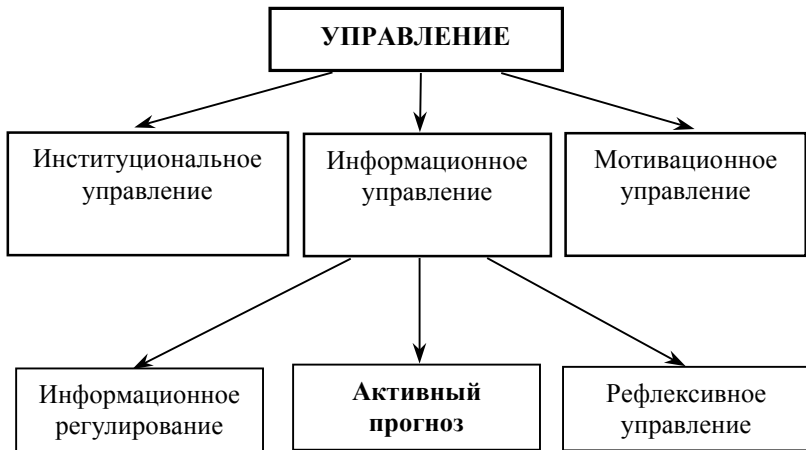 УПРАВЛЕНИЕ
Институциональное
управление
Информационное
управление
Мотивационное
управление
Информационное
регулирование
Активный
прогноз
Рефлексивное
управление